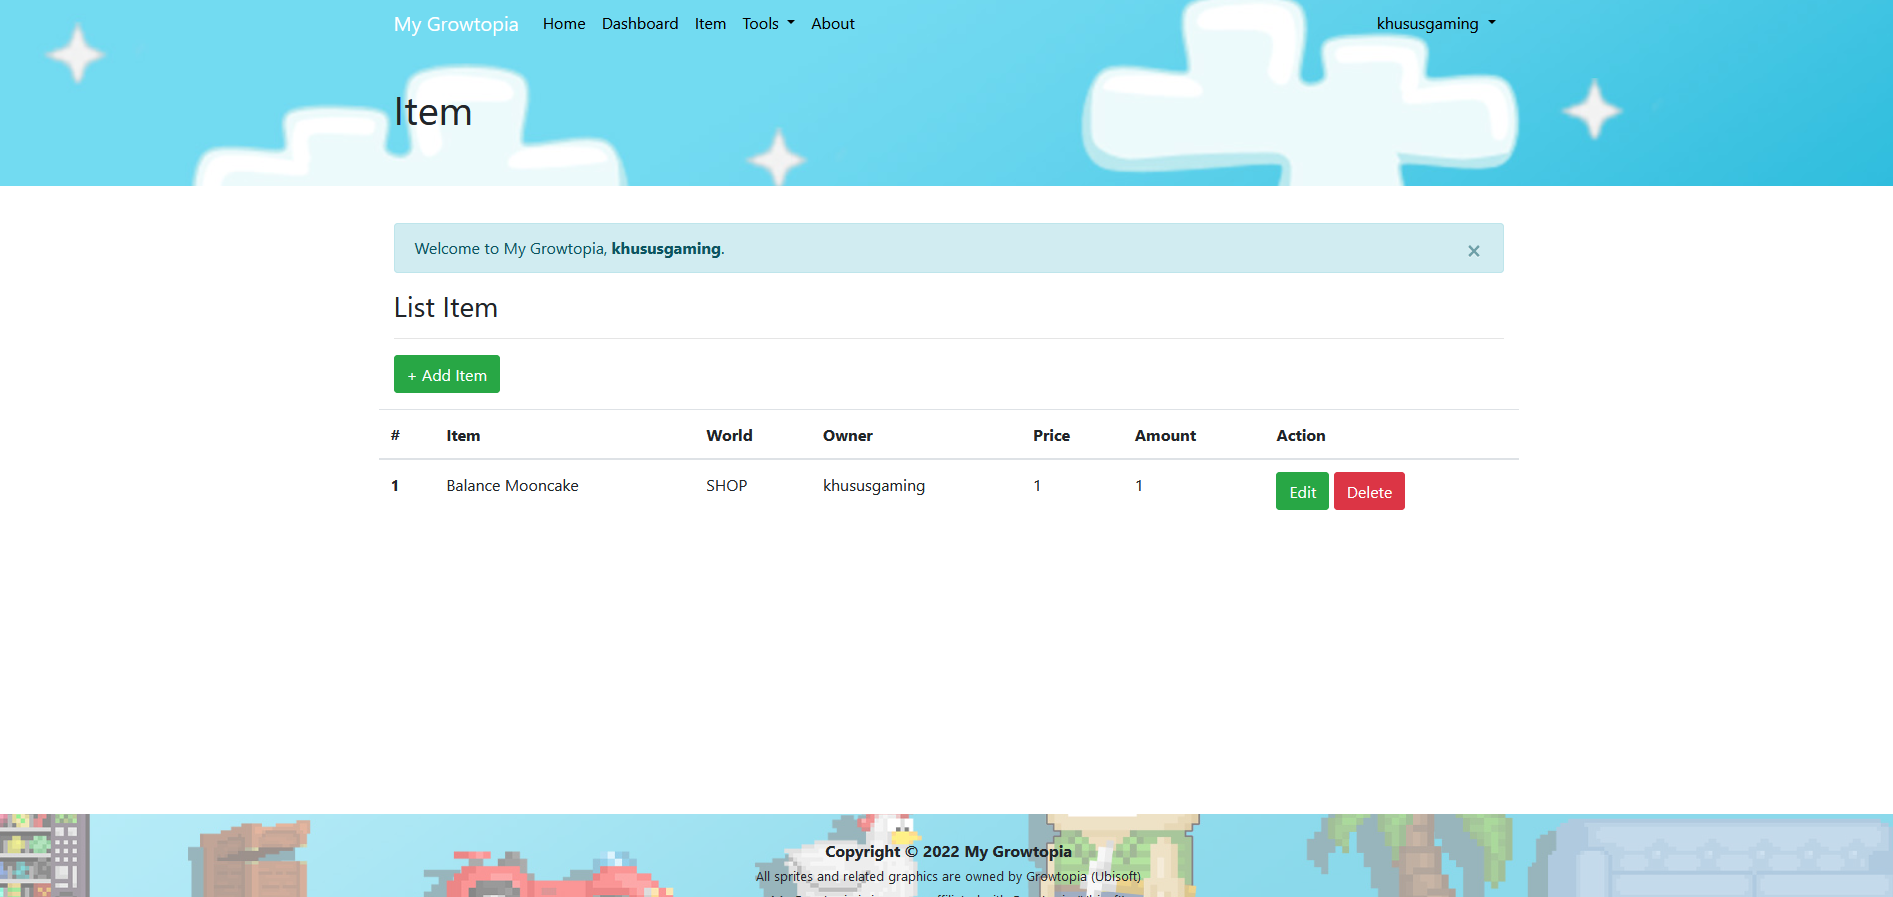 My Growtopia Home Dashboard Item Tools About khususgaming
Item
Welcome to My Growtopia, khususgaming. ×
List Item
+ Add Item
# Item World Owner Price Amount Action
1 Balance Mooncake SHOP khususgaming 1 1 Edit Delete
Copyright © 2022 My Growtopia
All sprites and related graphics are owned by Growtopia (Ubisoft)